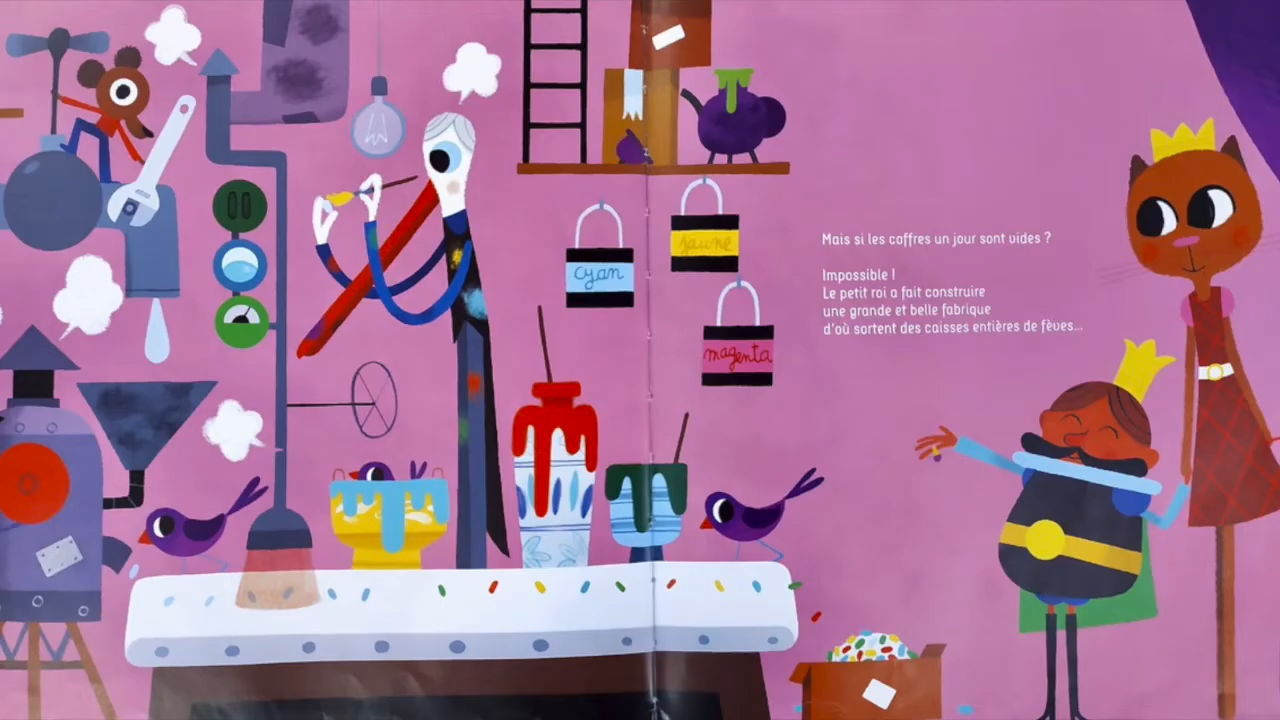 cyan
jaune
magenta
Mais si les coffres un jour sont vides ?
Impossible !
Le petit roi a fait construire
une grande et belle fabrique
d'où sortent des caisses entières de fèves...